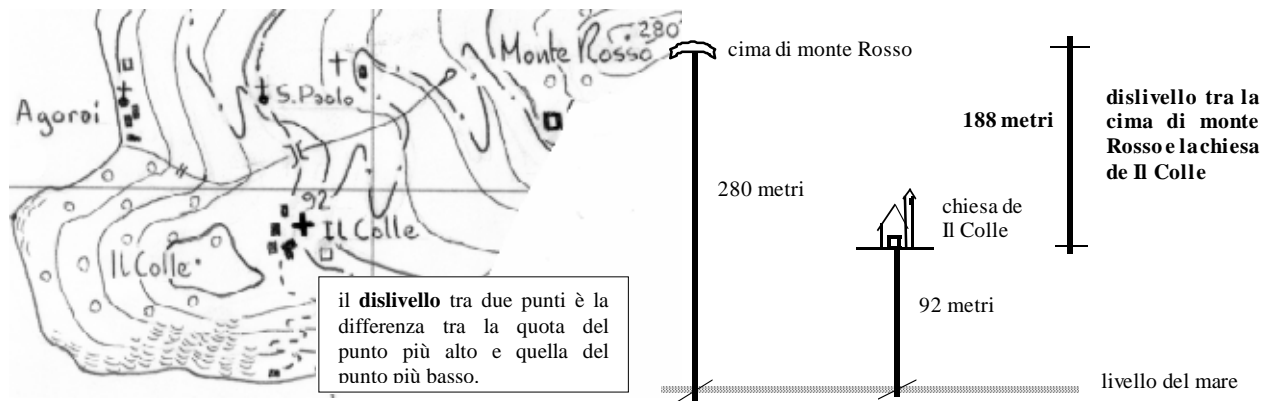 Monte Rosso
280
Agoroi
S. Paolo
92
Il Colle
Il Colle
il dislivello tra due punti è la
differenza tra la quota del
punto più alto e quella del
punto più basso.
cima di monte Rosso
280 metri
chiesa de
Il Colle
92 metri
188 metri
dislivello tra la
cima di monte
Rosso e la chiesa
de Il Colle
livello del mare